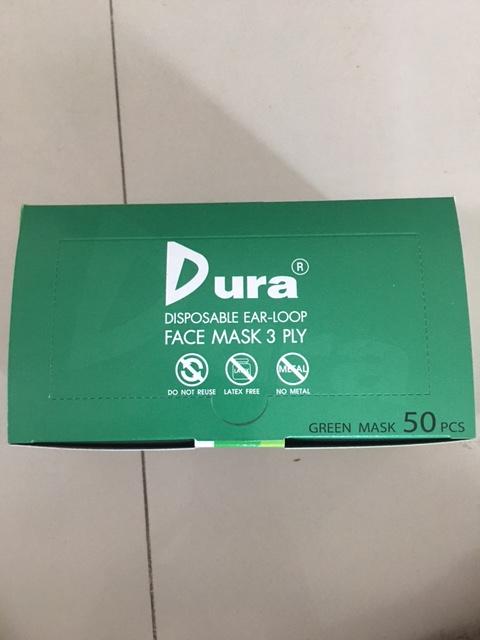 Dura®
DISPOSABLE EAR-LOOP
FACE MASK 3 PLY
LATEX METAL
DO NOT REUSE LATEX FREE NO METAL
GREEN MASK 50 PCS